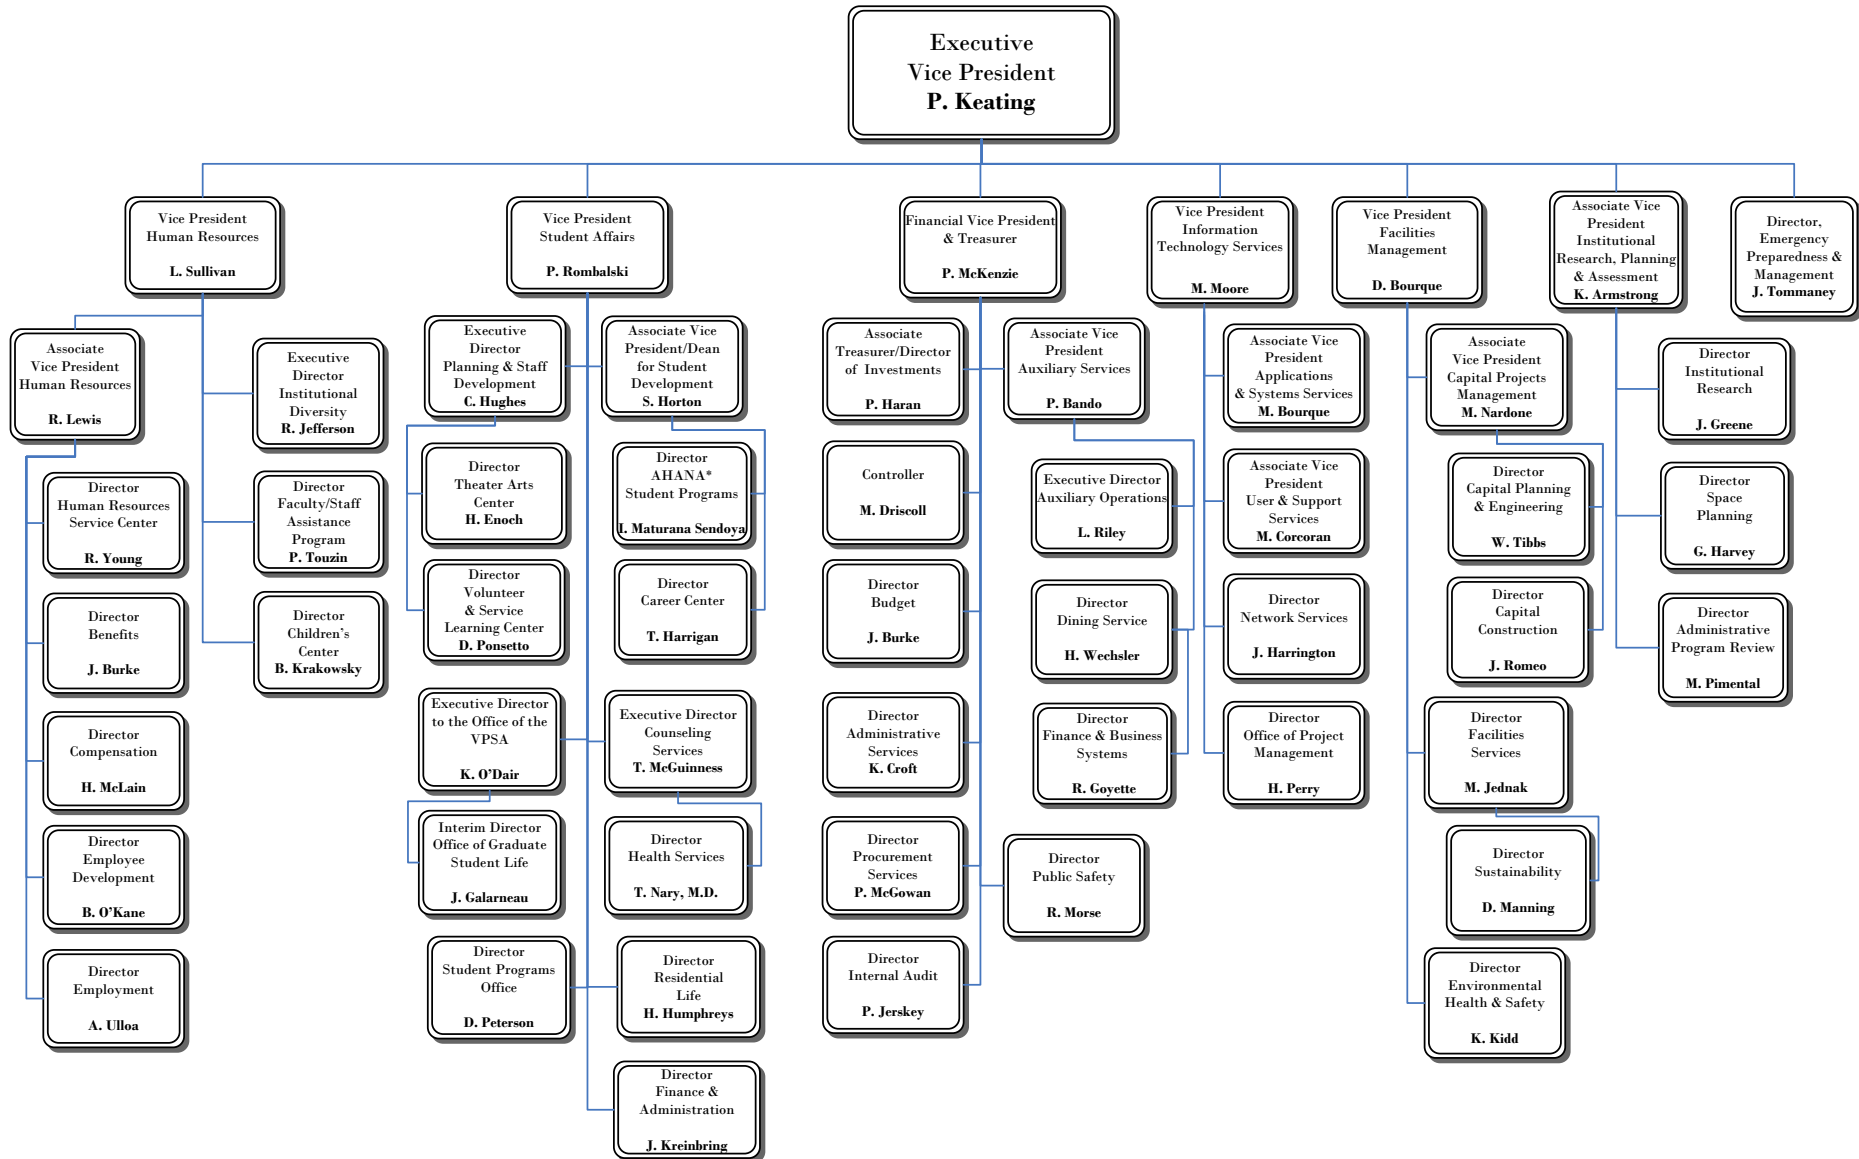 Executive
Vice President
P. Keating
Vice President
Human Resources
L. Sullivan
Vice President
Student Affairs
P. Rombalski
Financial Vice President
& Treasurer
P. McKenzie
Vice President
Information
Technology Services
M. Moore
Vice President
Facilities
Management
D. Bourque
Associate Vice
President
Institutional
Research, Planning
& Assessment
K. Armstrong
Director,
Emergency
Preparedness &
Management
J. Tommaney
Associate
Vice President
Human Resources
R. Lewis
Executive
Director
Institutional
Diversity
R. Jefferson
Director
Human Resources
Service Center
R. Young
Director
Faculty/Staff
Assistance
Program
P. Touzin
Director
Benefits
J. Burke
Director
Children's
Center
B. Krakowsky
Director
Compensation
H. McLain
Director
Employee
Development
B. O'Kane
Director
Employment
A. Ulloa
Executive
Director
Planning & Staff
Development
C. Hughes
Associate Vice
President/Dean
for Student
Development
S. Horton
Director
Theater Arts
Center
H. Enoch
Director
AHANA*
Student Programs
I. Maturana Sendoya
Director
Volunteer
& Service
Learning Center
D. Ponsetto
Director
Career Center
T. Harrigan
Executive Director
to the Office of the
VPSA
K. O'Dair
Executive Director
Counseling
Services
T. McGuinness
Interim Director
Office of Graduate
Student Life
J. Galarneau
Director
Health Services
T. Nary, M.D.
Director
Student Programs
Office
D. Peterson
Director
Residential
Life
H. Humphreys
Director
Finance &
Administration
J. Kreinbring
Associate
Treasurer/Director
of Investments
P. Haran
Associate Vice
President
Auxiliary Services
P. Bando
Controller
M. Driscoll
Executive Director
Auxiliary Operations
L. Riley
Director
Budget
J. Burke
Director
Dining Service
H. Wechsler
Director
Administrative
Services
K. Croft
Director
Finance & Business
Systems
R. Goyette
Director
Procurement
Services
P. McGowan
Director
Public Safety
R. Morse
Director
Internal Audit
P. Jerskey
Associate Vice
President
Applications
& Systems Services
M. Bourque
Associate Vice
President
User & Support
Services
M. Corcoran
Director
Network Services
J. Harrington
Director
Office of Project
Management
H. Perry
Associate
Vice President
Capital Projects
Management
M. Nardone
Director
Capital Planning
& Engineering
W. Tibbs
Director
Capital
Construction
J. Romeo
Director
Facilities
Services
M. Jednak
Director
Sustainability
D. Manning
Director
Environmental
Health & Safety
K. Kidd
Director
Institutional
Research
J. Greene
Director
Space
Planning
G. Harvey
Director
Administrative
Program Review
M. Pimental